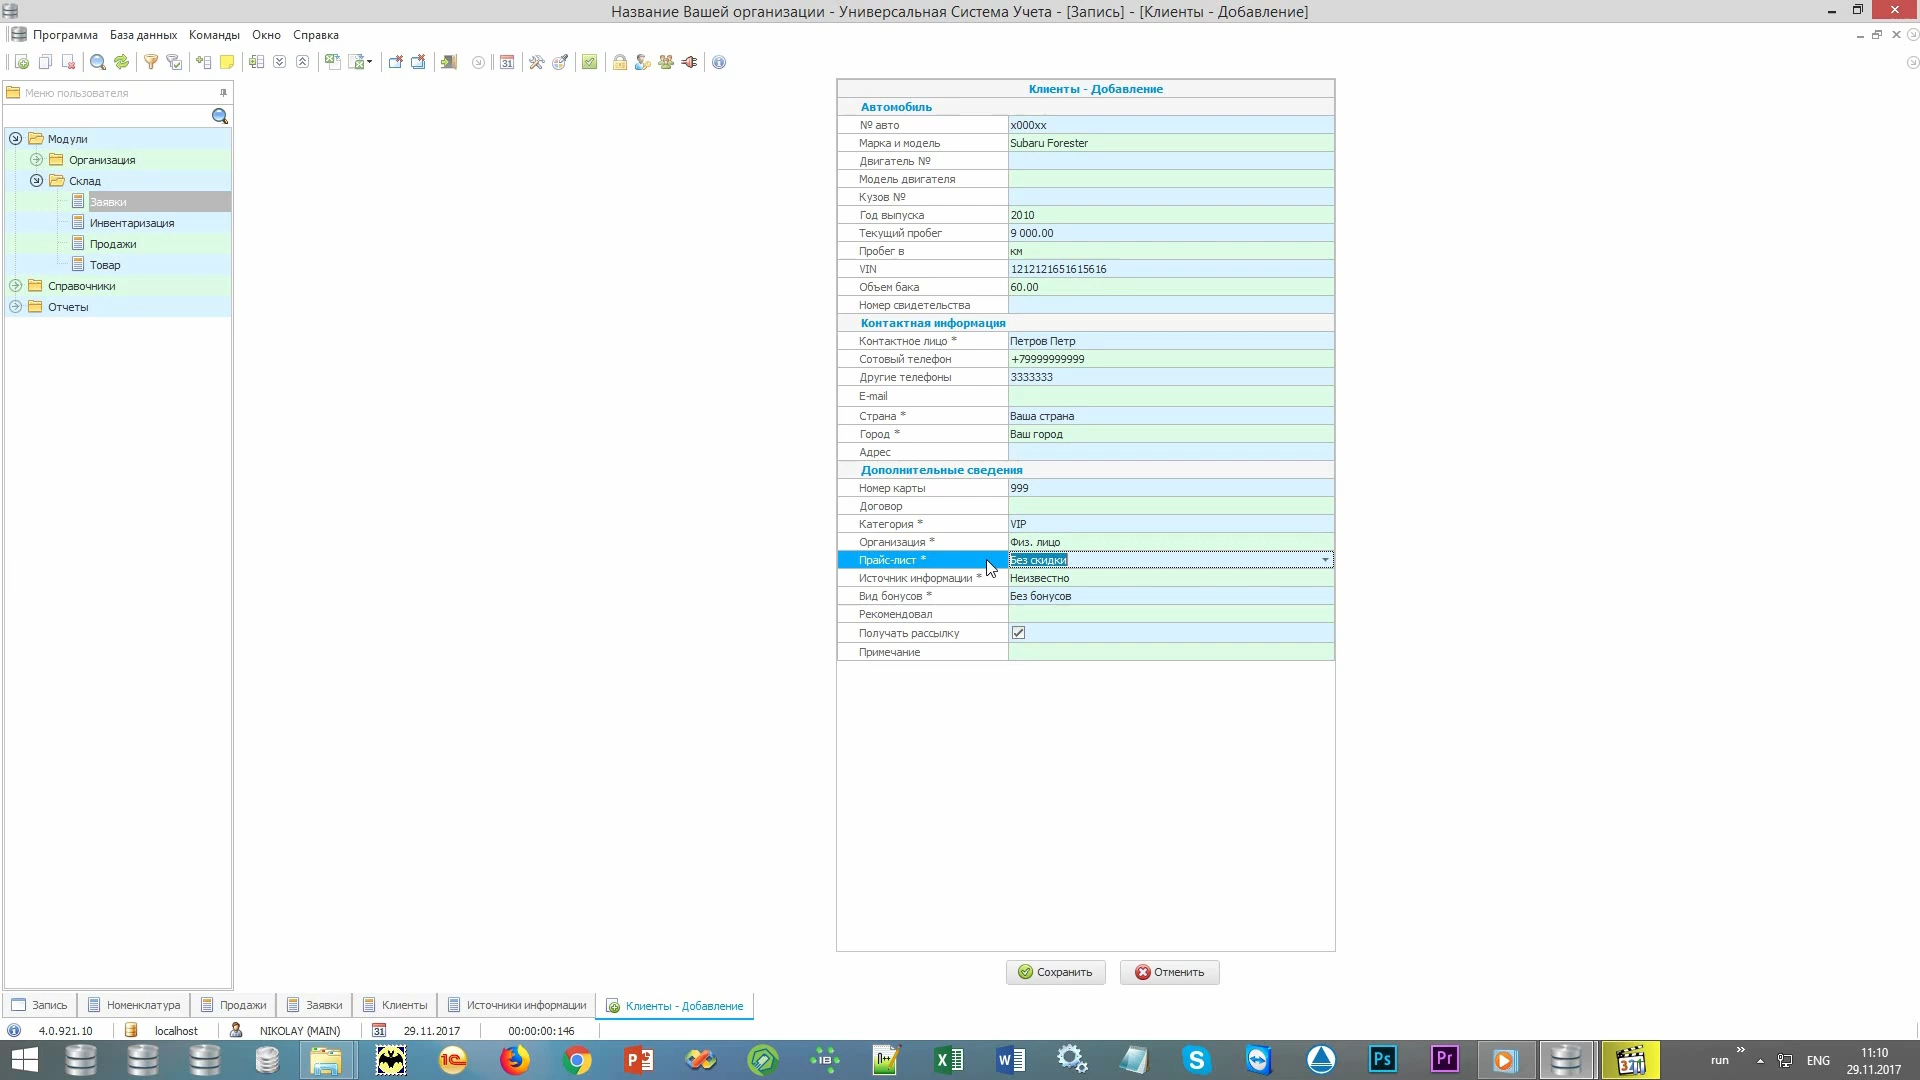 Название Вашей организации - Универсальная Система Учета - [Запись] - [Клиенты - Добавление]
Программа База данных Команды Окно Справка
Меню пользователя
Модули
Организация
Склад
Заявки
Инвентаризация
Продажи
Товар
Справочники
Отчеты
Клиенты - Добавление
Автомобиль
№ авто x000xx
Марка и модель Subaru Forester
Двигатель №
Модель двигателя
Кузов №
Год выпуска 2010
Текущий пробег 9 000.00
Пробег в км
VIN 1212121651615616
Объем бака 60.00
Номер свидетельства
Контактная информация
Контактное лицо * Петров Петр
Сотовый телефон +79999999999
Другие телефоны 3333333
E-mail
Страна * Ваша страна
Город * Ваш город
Адрес
Дополнительные сведения
Номер карты 999
Договор
Категория * VIP
Организация * Физ. лицо
Прайс-лист * Без скидки
Источник информации * Неизвестно
Вид бонусов * Без бонусов
Рекомендовал
Получать рассылку
Примечание
Сохранить Отменить
Запись Номенклатура Продажи Заявки Клиенты Источники информации Клиенты - Добавление
4.0.921.10 localhost NIKOLAY (MAIN) 31 29.11.2017 00:00:00:146
run ENG 11:10
29.11.2017